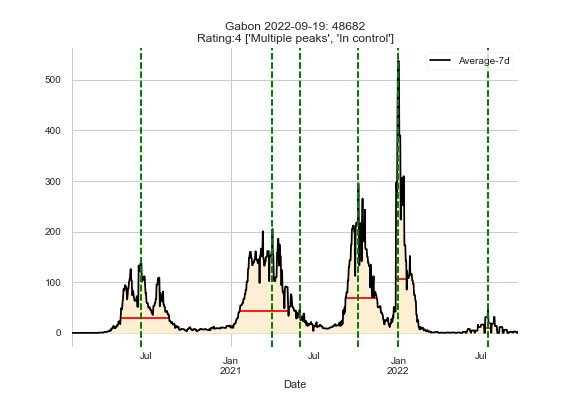 Gabon 2022-09-19: 48682
Rating:4 ['Multiple peaks', 'In control']
Average-7d
500
400
300
200
100
0
Jul
Jan
2021
Jul
Jan
2022
Jul
Date